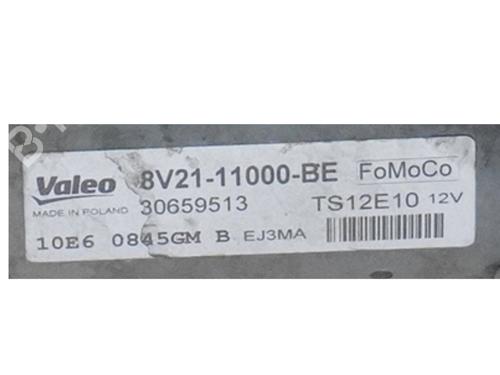 Valeo 8V21-11000-BE FoMoCo
MADE IN POLAND 30659513 TS12E10 12V
10E6 0845GM B EJ3MA